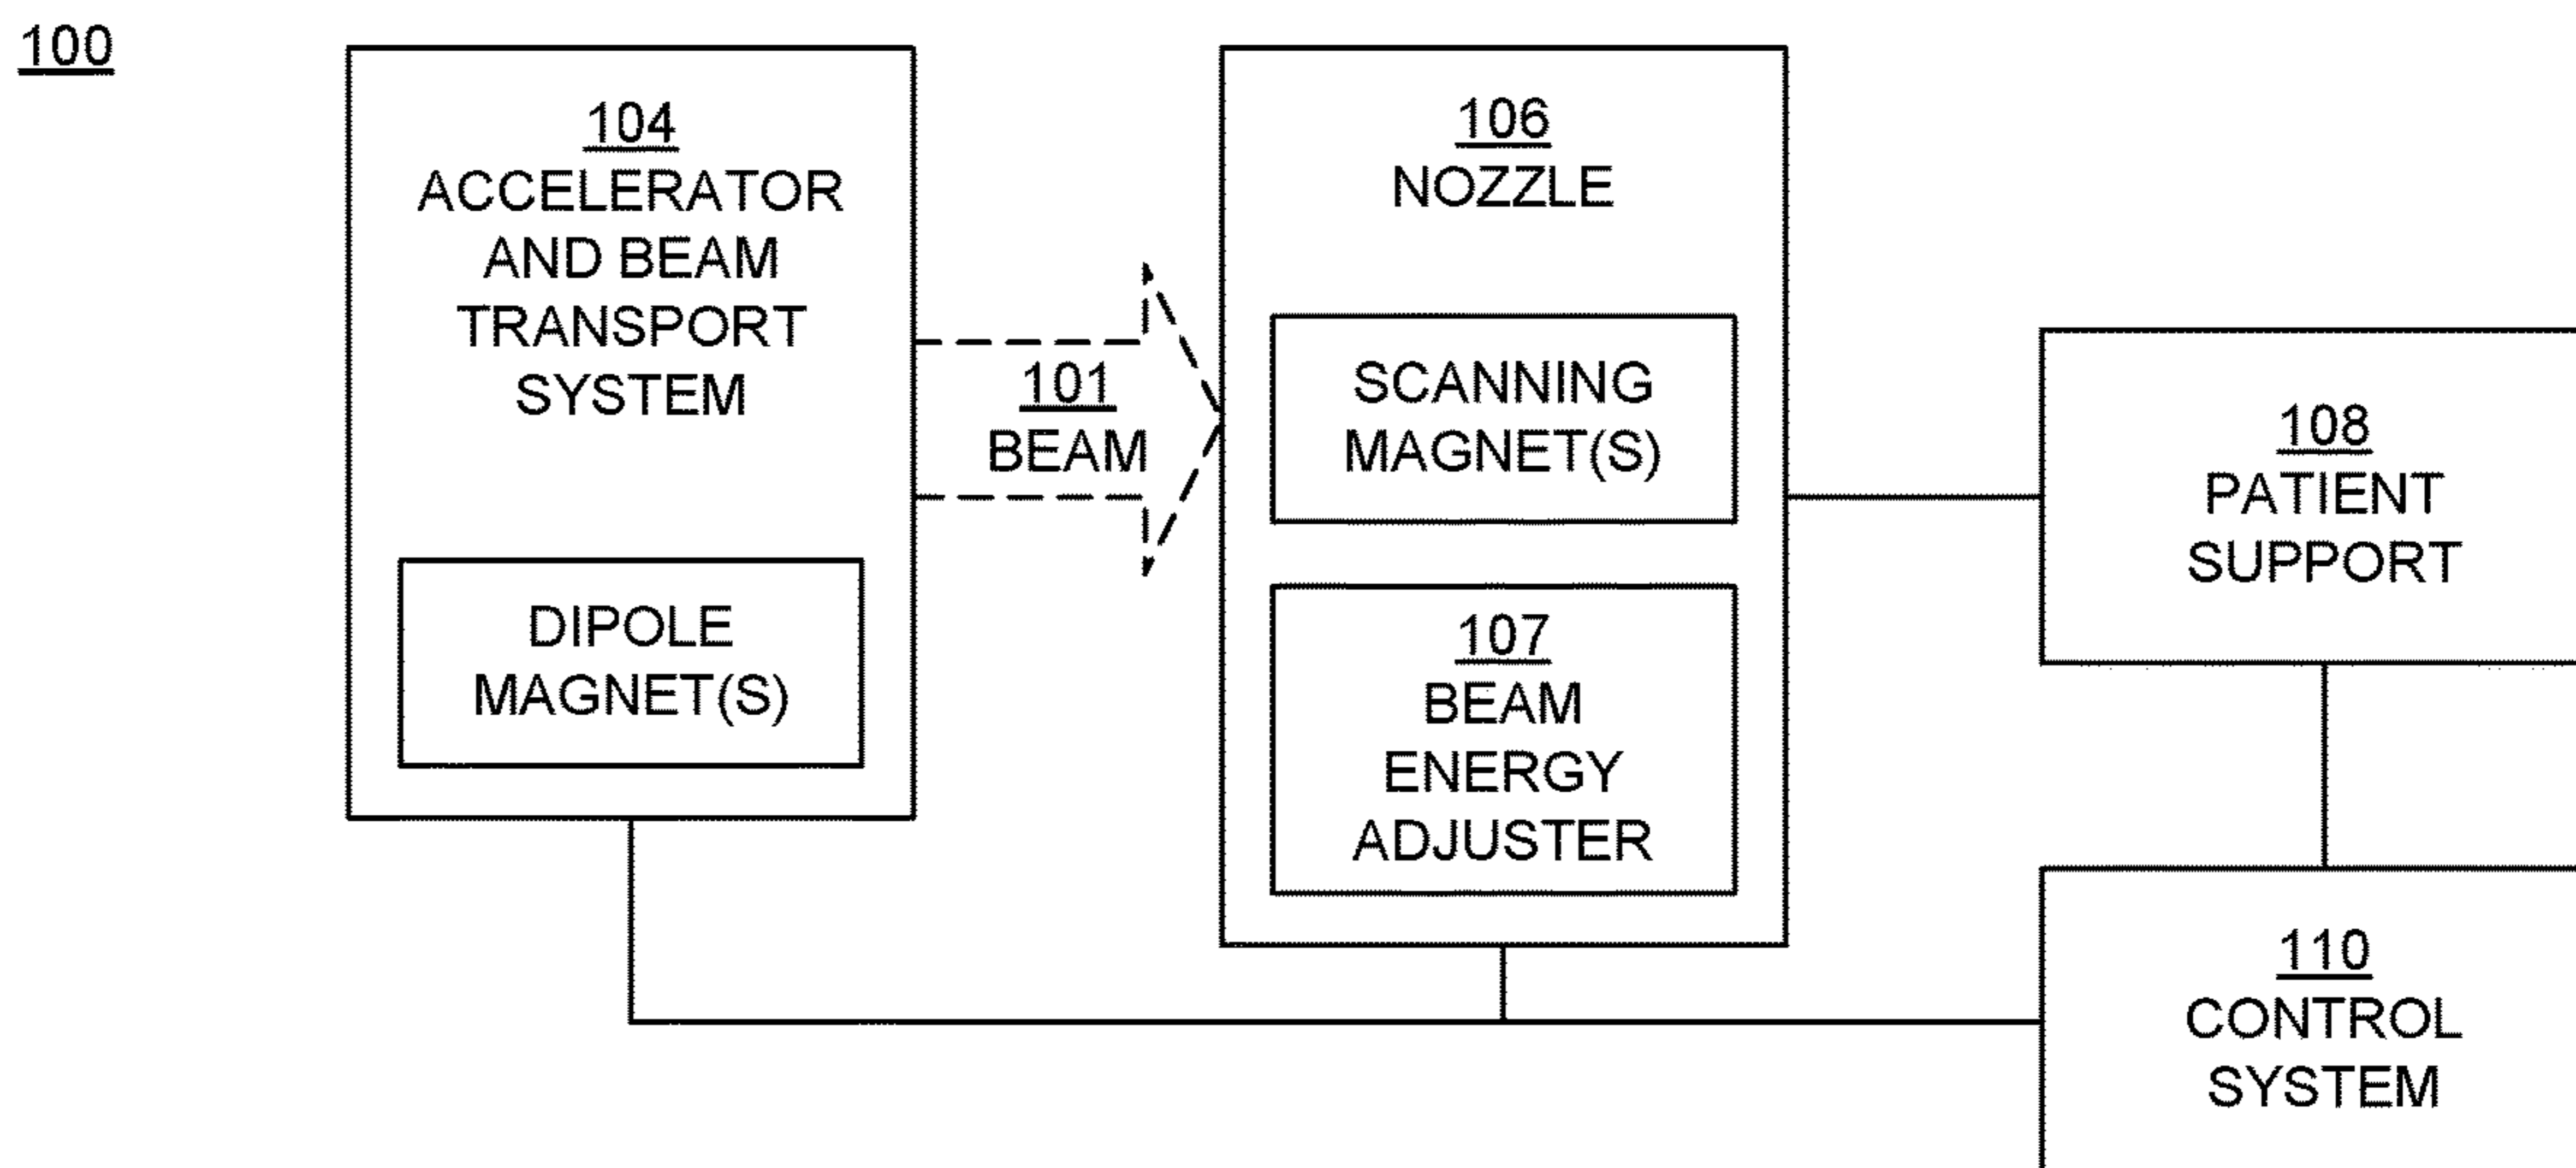 100
104
ACCELERATOR
AND BEAM
TRANSPORT
SYSTEM
DIPOLE
MAGNET(S)
101
BEAM
106
NOZZLE
SCANNING
MAGNET(S)
107
BEAM
ENERGY
ADJUSTER
108
PATIENT
SUPPORT
110
CONTROL
SYSTEM